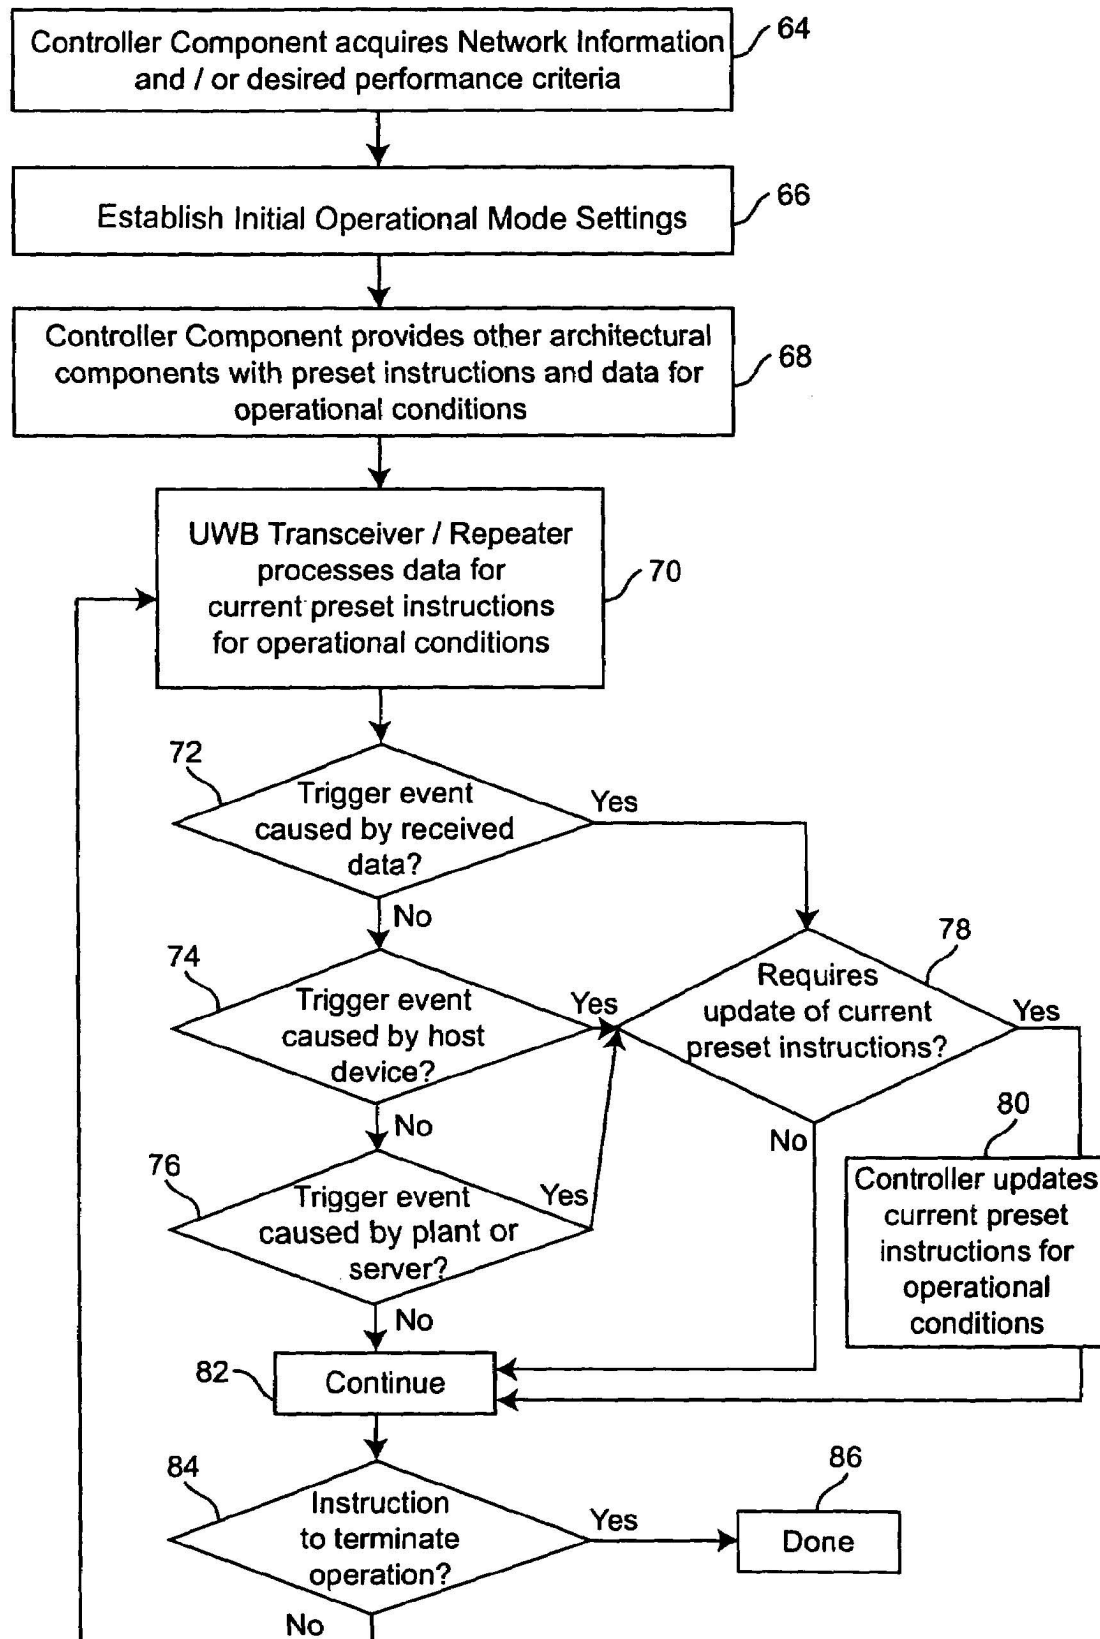 Controller Component acquires Network Information
and / or desired performance criteria
64
Establish Initial Operational Mode Settings
66
Controller Component provides other architectural
components with preset instructions and data for
operational conditions
68
UWB Transceiver / Repeater
processes data for
current preset instructions
for operational conditions
70
72
Trigger event
caused by received
data?
Yes
No
74
Trigger event
caused by host
device?
Yes
No
78
Requires
update of current
preset instructions?
Yes
No
76
Trigger event
caused by plant or
server?
Yes
No
80
Controller updates
current preset
instructions for
operational
conditions
82
Continue
84
Instruction
to terminate
operation?
Yes
No
86
Done